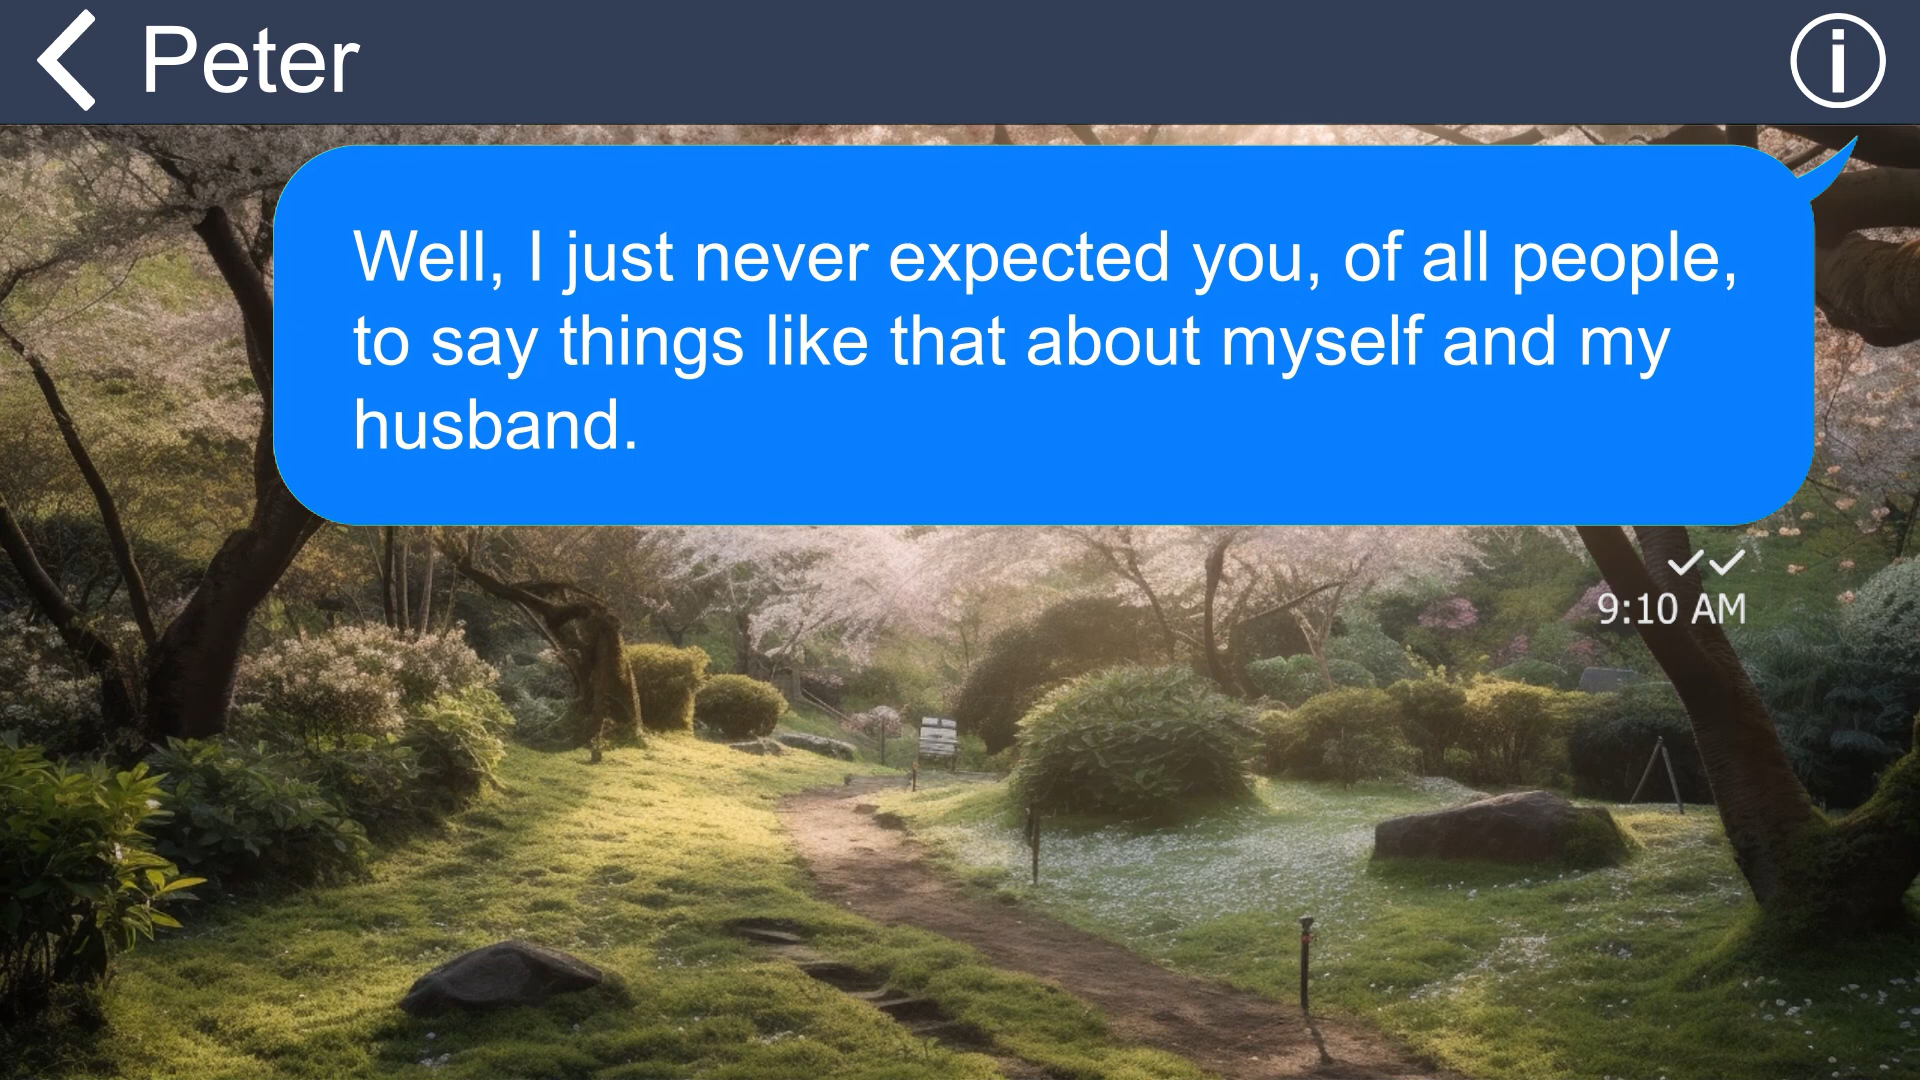 Peter
Well, I just never expected you, of all people,
to say things like that about myself and my
husband.
9:10 AM